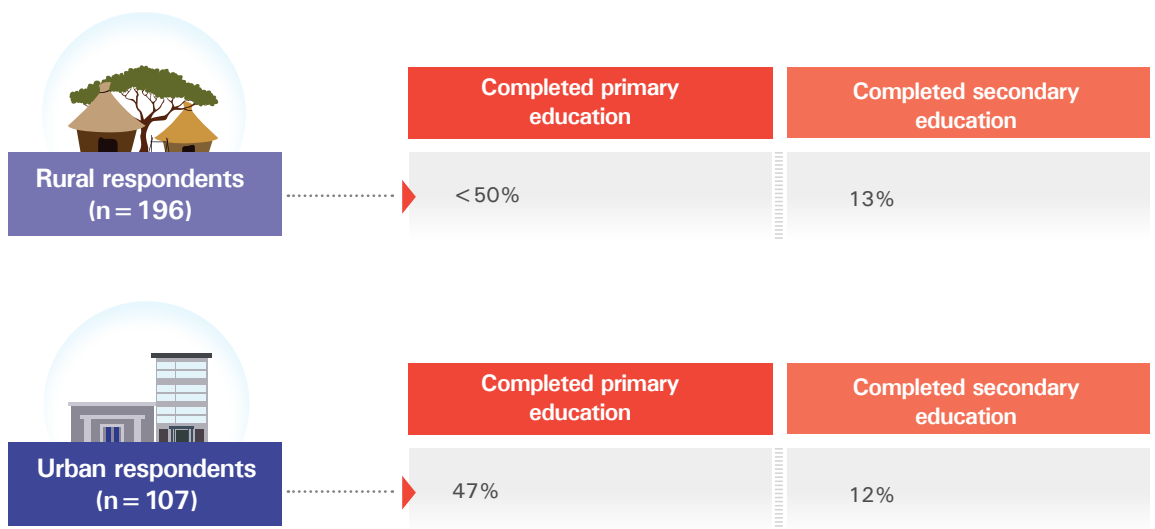 Completed primary
education
Completed secondary
education
Rural respondents
(n = 196)
<50%
13%
Completed primary
education
Completed secondary
education
Urban respondents
(n = 107)
47%
12%